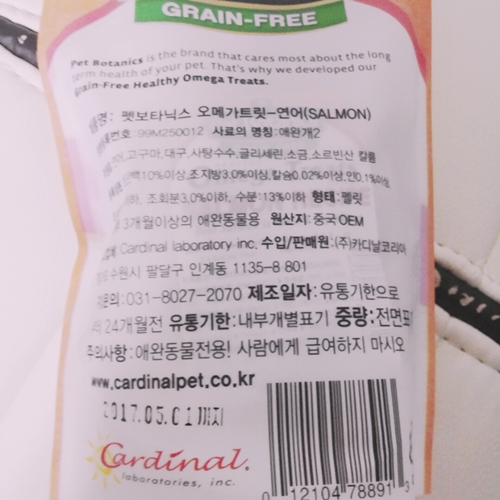 GRAIN-FREE
Pet Botanics is the brand that cares most about the long
term health of your pet. That's why we developed our
Grain-Free Healthy Omega Treats.
펫보타닉스 오메가트릿-연어(SALMON)
99M250012 사료의 명칭:애완개2
고구마,대구,사탕수수,글리세린,소금,소르빈산 칼륨
10%이상,조지방3.0%이상,칼슘0.02%이상,인0.1%이상
이하, 조회분3.0%이하, 수분:13%이하 형태:펠릿
3개월이상의 애완동물용 원산지:중국 OEM
Cardinal laboratory inc. 수입/판매원:(주)카디날코리아
수원시 팔달구 인계동 1135-8 801
문의:031-8027-2070 제조일자:유통기한으로
24개월전 유통기한:내부개별표기 중량:전면표
주의사항:애완동물전용! 사람에게 급여하지 마시오
www.cardinalpet.co.kr
2017.05.01 까지
Cardinal
laboratories, inc.
0 12104 78891 3